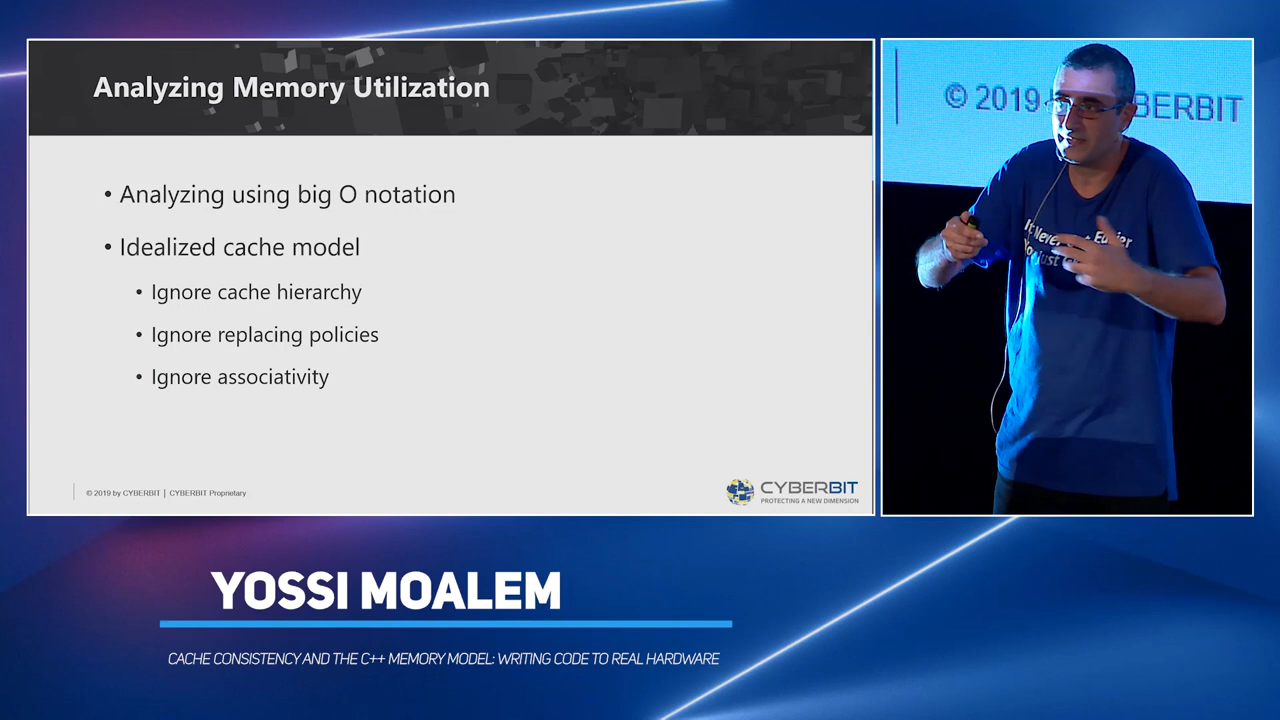 Analyzing Memory Utilization
• Analyzing using big O notation
• Idealized cache model
• Ignore cache hierarchy
• Ignore replacing policies
• Ignore associativity
© 2019 by CYBERBIT | CYBERBIT Proprietary
CYBERBIT
PROTECTING A NEW DIMENSION
© 2019 BERBIT
YOSSI MOALEM
CACHE CONSISTENCY AND THE C++ MEMORY MODEL: WRITING CODE TO REAL HARDWARE